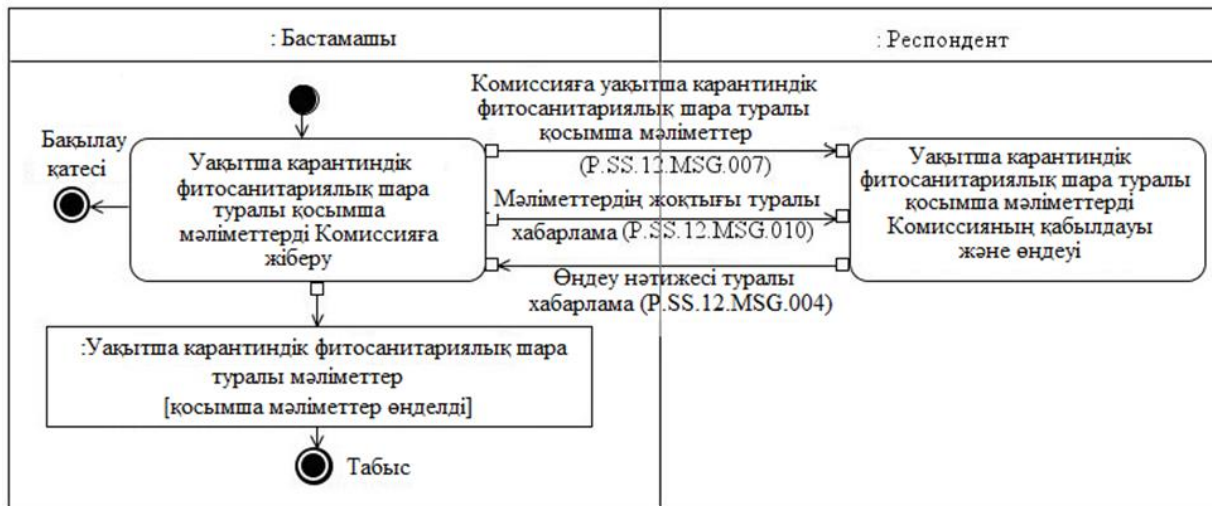 : Бастамашы
: Респондент
Бақылау
қатесі
Уақытша карантиндік
фитосанитариялық шара
туралы қосымша
мәліметтерді Комиссияға
жіберу
Комиссияға уақытша карантиндік
фитосанитариялық шара туралы
қосымша мәліметтер
(P.SS.12.MSG.007)
Мәліметтердің жоқтығы туралы
хабарлама (P.SS.12.MSG.010)
Өңдеу нәтижесі туралы
хабарлама (P.SS.12.MSG.004)
Уақытша карантиндік
фитосанитариялық шара туралы
қосымша мәліметтерді
Комиссияның қабылдауы
және өңдеуі
:Уақытша карантиндік фитосанитариялық шара
туралы мәліметтер
[қосымша мәліметтер өңделді]
Табыс